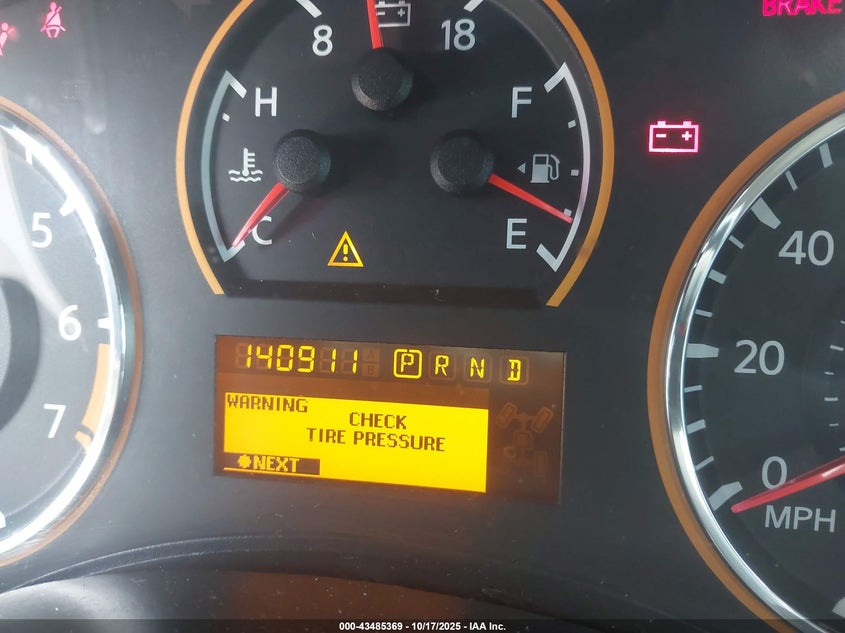 BRAKE
8
18
H
F
C
E
5
6
7
40
20
0
MPH
140911 P R N D
A
B
WARNING
CHECK
TIRE PRESSURE
NEXT
000-43485369 - 10/17/2025 - IAA Inc.